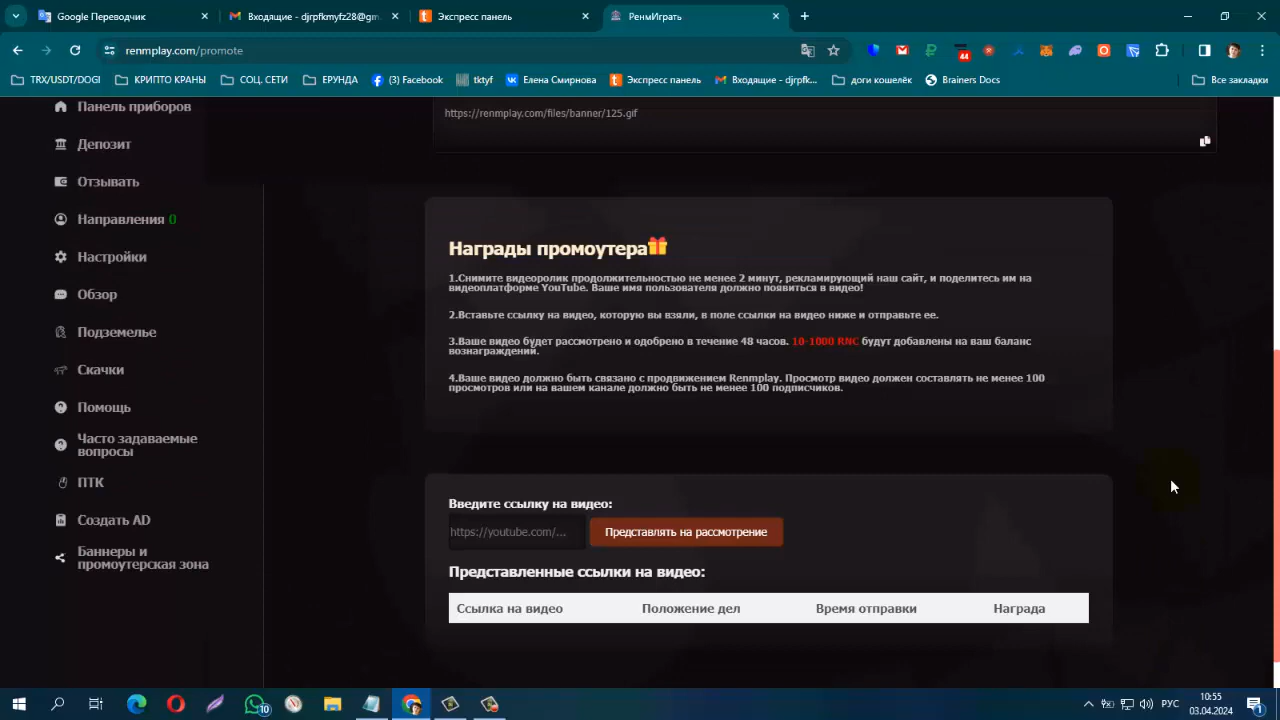 Google Переводчик
Входящие - djrpfkmyfz28@gm
Экспресс панель
РенмИграть
renmplay.com/promote
44
TRX/USDT/DOGI
КРИПТО КРАНЫ
СОЦ. СЕТИ
ЕРУНДА
(3) Facebook
tktyf
Елена Смирнова
Экспресс панель
Входящие - djrpfk...
доги кошелёк
Brainers Docs
Все закладки
Панель приборов
Депозит
Отзывать
Направления 0
Настройки
Обзор
Подземелье
Скачки
Помощь
Часто задаваемые
вопросы
ПТК
Создать AD
Баннеры и
промоутерская зона
https://renmplay.com/files/banner/125.gif
Награды промоутера
1.Снимите видеоролик продолжительностью не менее 2 минут, рекламирующий наш сайт, и поделитесь им на
видеоплатформе YouTube. Ваше имя пользователя должно появиться в видео!
2.Вставьте ссылку на видео, которую вы взяли, в поле ссылки на видео ниже и отправьте ее.
3.Ваше видео будет рассмотрено и одобрено в течение 48 часов. 10-1000 RNC будут добавлены на ваш баланс
вознаграждений.
4.Ваше видео должно быть связано с продвижением Renmplay. Просмотр видео должен составлять не менее 100
просмотров или на вашем канале должно быть не менее 100 подписчиков.
Введите ссылку на видео:
https://youtube.com/...
Представлять на рассмотрение
Представленные ссылки на видео:
Ссылка на видео
Положение дел
Время отправки
Награда
10
РУС
10:55
03.04.2024
1